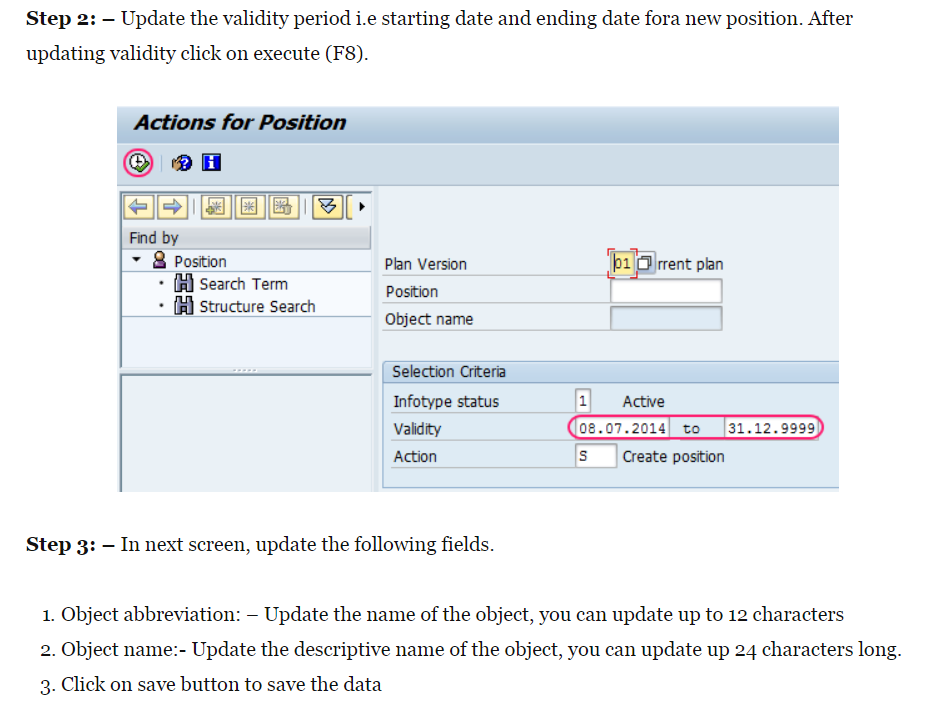 Step 2: – Update the validity period i.e starting date and ending date fora new position. After
updating validity click on execute (F8).
Actions for Position
Find by
Position
Search Term
Structure Search
Plan Version 01 rrent plan
Position
Object name
Selection Criteria
Infotype status 1 Active
Validity 08.07.2014 to 31.12.9999
Action S Create position
Step 3: – In next screen, update the following fields.
1. Object abbreviation: – Update the name of the object, you can update up to 12 characters
2. Object name:- Update the descriptive name of the object, you can update up 24 characters long.
3. Click on save button to save the data